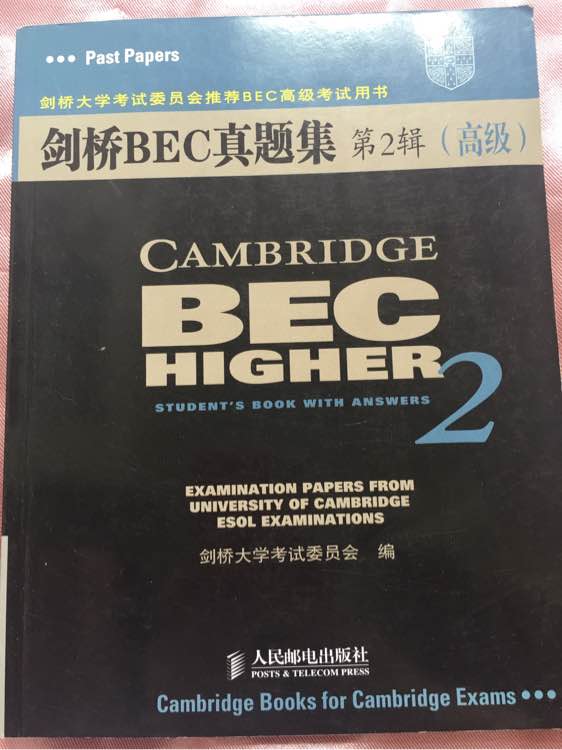 Past Papers
剑桥大学考试委员会推荐BEC高级考试用书
剑桥BEC真题集 第2辑(高级)
CAMBRIDGE
BEC
HIGHER 2
STUDENT'S BOOK WITH ANSWERS
EXAMINATION PAPERS FROM
UNIVERSITY OF CAMBRIDGE
ESOL EXAMINATIONS
剑桥大学考试委员会 编
人民邮电出版社
POSTS & TELECOM PRESS
Cambridge Books for Cambridge Exams